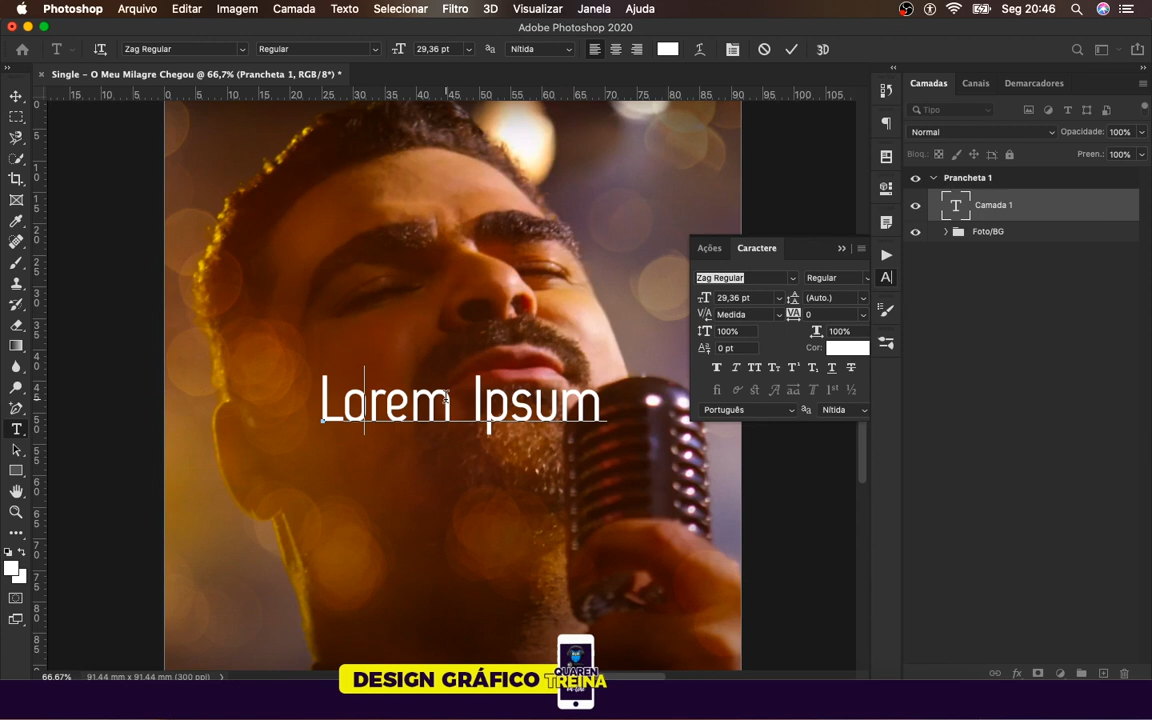 Photoshop Arquivo Editar Imagem Camada Texto Selecionar Filtro 3D Visualizar Janela Ajuda Seg 20:46
Adobe Photoshop 2020
Zag Regular Regular 29,36 pt Nítida 3D
Single - O Meu Milagre Chegou @ 66,7% (Prancheta 1, RGB/8*) *
Camadas Canais Demarcadores
Tipo
Normal Opacidade: 100%
Bloq.: Preen.: 100%
Prancheta 1
Camada 1
Foto/BG
Ações Caractere
Zag Regular Regular
29,36 pt (Auto.)
Medida 0
100% 100%
0 pt Cor:
Português Nítida
Lorem Ipsum
66.67% 91,44 mm x 91,44 mm (300 ppi)
DESIGN GRÁFICO
QUAREN
TREINA